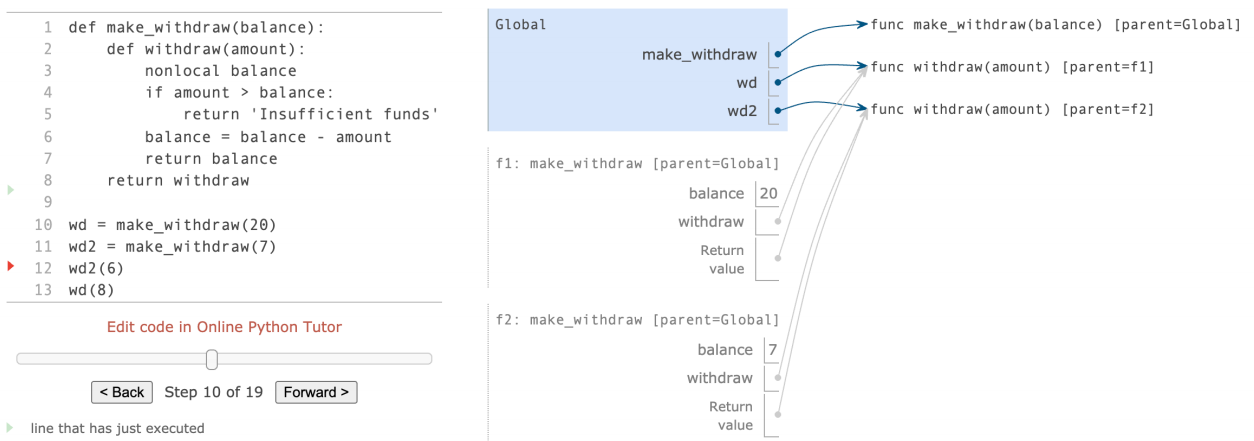 1 def make_withdraw(balance):
2     def withdraw(amount):
3         nonlocal balance
4         if amount > balance:
5             return 'Insufficient funds'
6         balance = balance - amount
7         return balance
8     return withdraw
9
10 wd = make_withdraw(20)
11 wd2 = make_withdraw(7)
12 wd2(6)
13 wd(8)
Edit code in Online Python Tutor
< Back Step 10 of 19 Forward >
line that has just executed
Global
make_withdraw
wd
wd2
func make_withdraw(balance) [parent=Global]
func withdraw(amount) [parent=f1]
func withdraw(amount) [parent=f2]
f1: make_withdraw [parent=Global]
balance 20
withdraw
Return
value
f2: make_withdraw [parent=Global]
balance 7
withdraw
Return
value